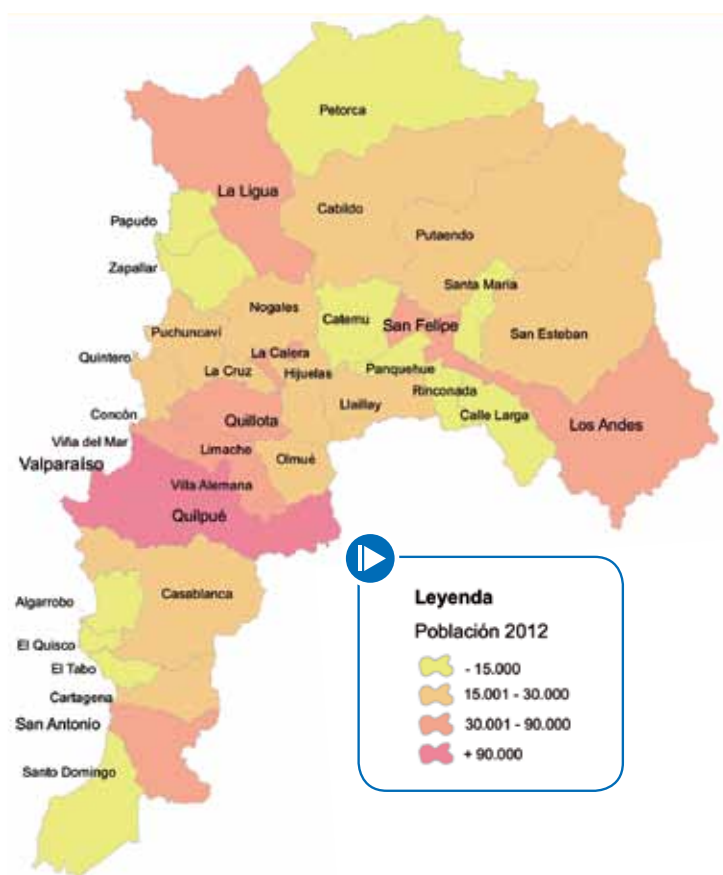 Petorca
La Ligua
Cabildo
Papudo
Putaendo
Zapallar
Santa María
Nogales
Catemu
San Felipe
San Esteban
Puchuncaví
La Calera
Quintero
La Cruz
Hijuelas
Panquehue
Rinconada
Llaillay
Calle Larga
Concón
Quillota
Los Andes
Viña del Mar
Limache
Olmué
Valparaíso
Villa Alemana
Quilpué
Casablanca
Algarrobo
El Quisco
El Tabo
Cartagena
San Antonio
Santo Domingo
Leyenda
Población 2012
- 15.000
15.001 - 30.000
30.001 - 90.000
+ 90.000